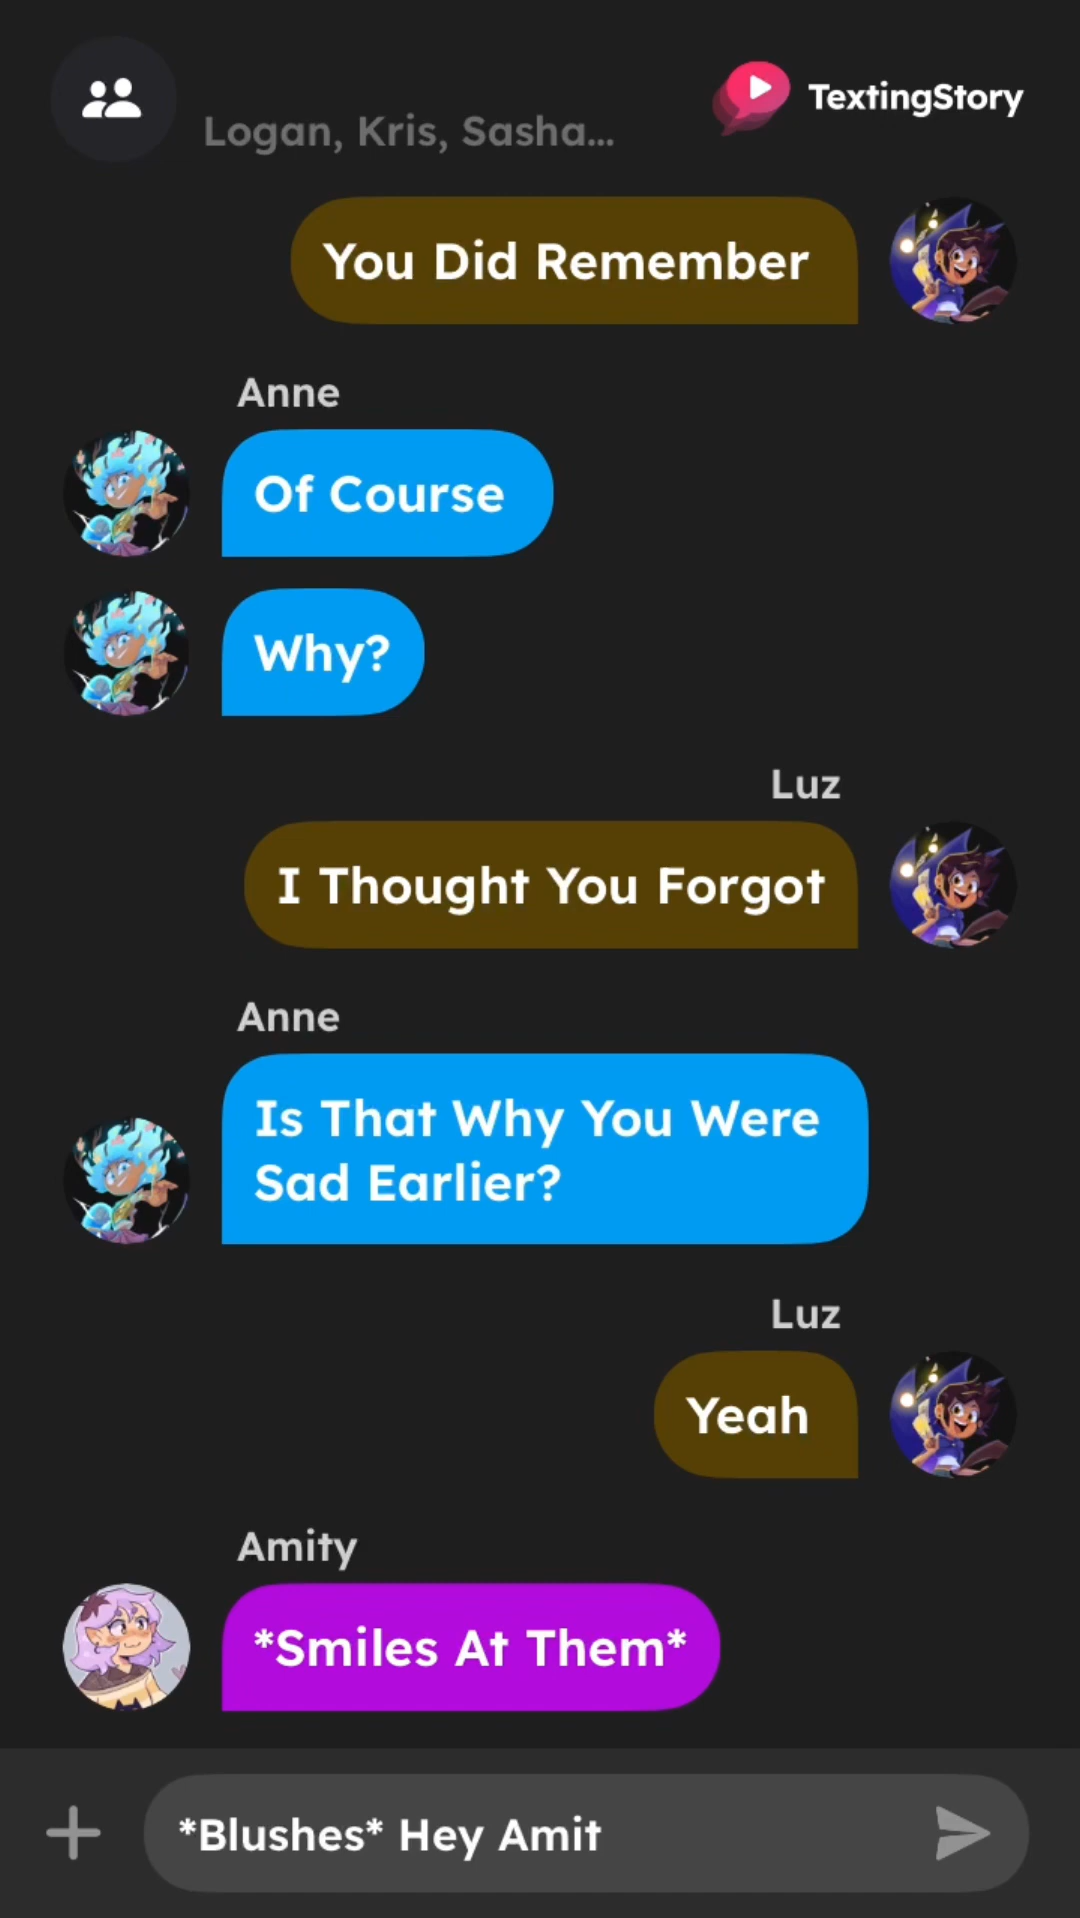 TextingStory
Logan, Kris, Sasha...
You Did Remember
Anne
Of Course
Why?
Luz
I Thought You Forgot
Anne
Is That Why You Were
Sad Earlier?
Luz
Yeah
Amity
*Smiles At Them*
*Blushes* Hey Amit